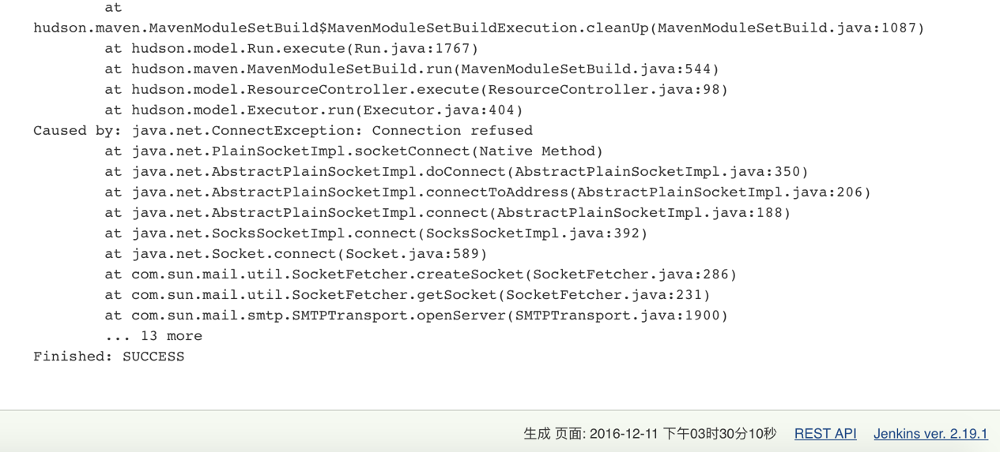 at
hudson.maven.MavenModuleSetBuild$MavenModuleSetBuildExecution.cleanUp(MavenModuleSetBuild.java:1087)
at hudson.model.Run.execute(Run.java:1767)
at hudson.maven.MavenModuleSetBuild.run(MavenModuleSetBuild.java:544)
at hudson.model.ResourceController.execute(ResourceController.java:98)
at hudson.model.Executor.run(Executor.java:404)
Caused by: java.net.ConnectException: Connection refused
at java.net.PlainSocketImpl.socketConnect(Native Method)
at java.net.AbstractPlainSocketImpl.doConnect(AbstractPlainSocketImpl.java:350)
at java.net.AbstractPlainSocketImpl.connectToAddress(AbstractPlainSocketImpl.java:206)
at java.net.AbstractPlainSocketImpl.connect(AbstractPlainSocketImpl.java:188)
at java.net.SocksSocketImpl.connect(SocksSocketImpl.java:392)
at java.net.Socket.connect(Socket.java:589)
at com.sun.mail.util.SocketFetcher.createSocket(SocketFetcher.java:286)
at com.sun.mail.util.SocketFetcher.getSocket(SocketFetcher.java:231)
at com.sun.mail.smtp.SMTPTransport.openServer(SMTPTransport.java:1900)
... 13 more
Finished: SUCCESS
生成 页面: 2016-12-11 下午03时30分10秒 REST API Jenkins ver. 2.19.1